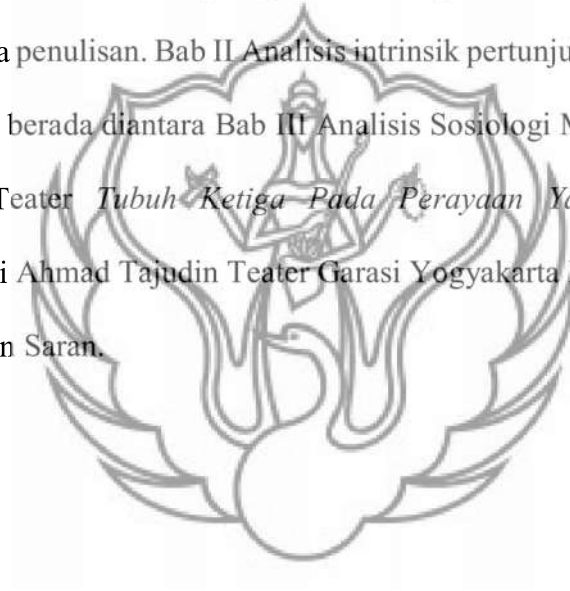 penulisan. Bab II Analisis intrinsik
berada diantara Bab III Analisis Sosiologi
Teater Tubuh Ketiga Pada Perayaan
Ahmad Tajudin Teater Garasi Yogyakarta
Saran.